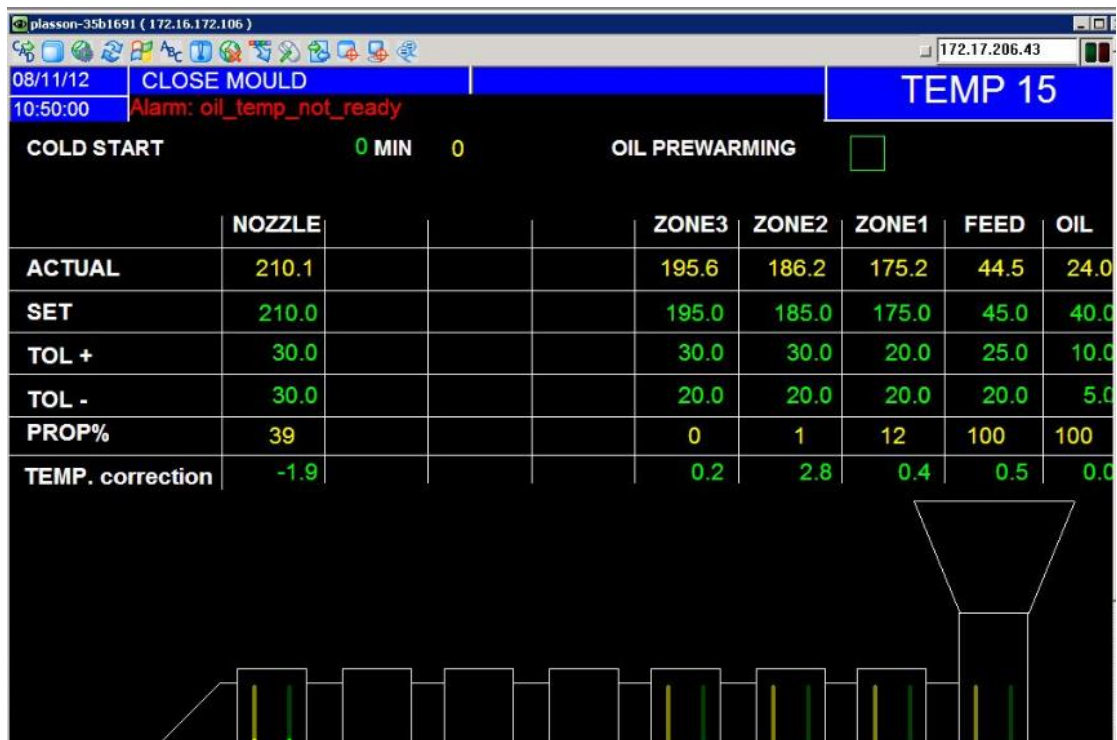 plasson-35b1691 ( 172.16.172.106 )
172.17.206.43
08/11/12 CLOSE MOULD TEMP 15
10:50:00 Alarm: oil_temp_not_ready
COLD START 0 MIN 0 OIL PREWARMING
NOZZLE ZONE3 ZONE2 ZONE1 FEED OIL
ACTUAL 210.1 195.6 186.2 175.2 44.5 24.0
SET 210.0 195.0 185.0 175.0 45.0 40.0
TOL + 30.0 30.0 30.0 20.0 25.0 10.0
TOL - 30.0 20.0 20.0 20.0 20.0 5.0
PROP% 39 0 1 12 100 100
TEMP. correction -1.9 0.2 2.8 0.4 0.5 0.0